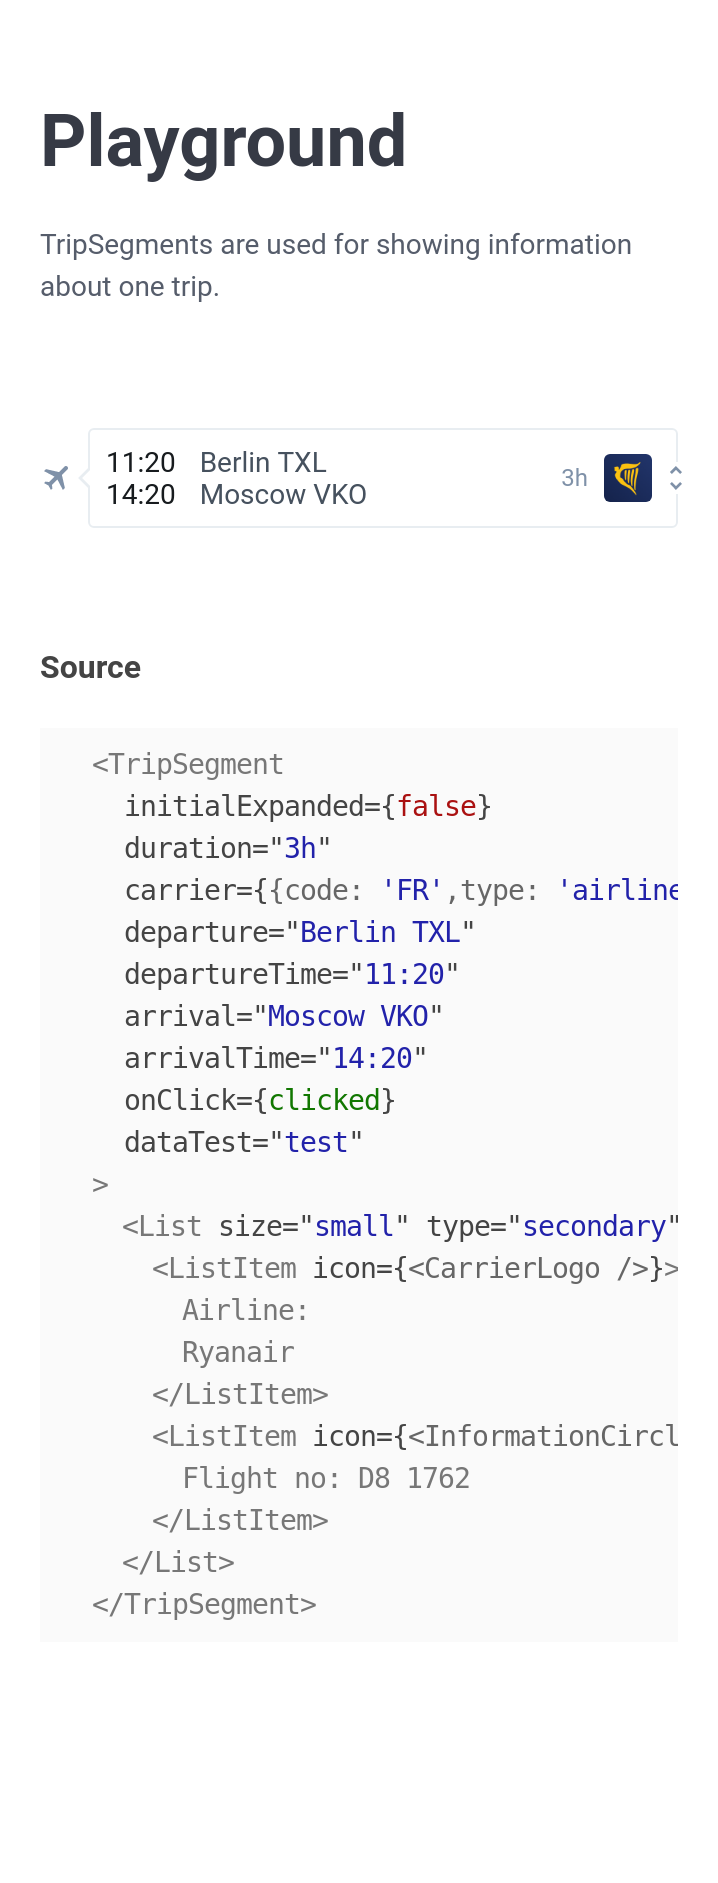 Playground
TripSegments are used for showing information
about one trip.
11:20 Berlin TXL
14:20 Moscow VKO
3h
Source
<TripSegment
initialExpanded={false}
duration="3h"
carrier={{code: 'FR',type: 'airline
departure="Berlin TXL"
departureTime="11:20"
arrival="Moscow VKO"
arrivalTime="14:20"
onClick={clicked}
dataTest="test"
>
<List size="small" type="secondary"
<ListItem icon={<CarrierLogo />}>
Airline:
Ryanair
</ListItem>
<ListItem icon={<InformationCircl
Flight no: D8 1762
</ListItem>
</List>
</TripSegment>